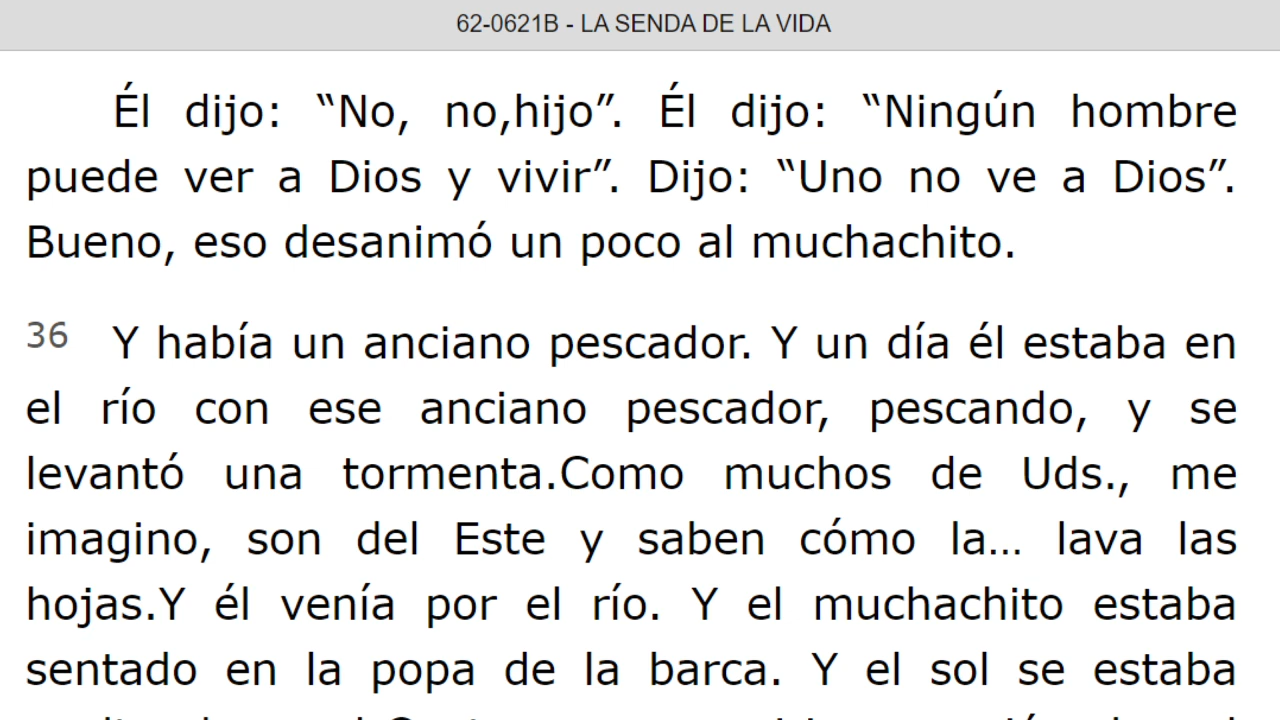 62-0621B - LA SENDA DE LA VIDA
Él dijo: “No, no,hijo”. Él dijo: “Ningún hombre
puede ver a Dios y vivir”. Dijo: “Uno no ve a Dios”.
Bueno, eso desanimó un poco al muchachito.
36 Y había un anciano pescador. Y un día él estaba en
el río con ese anciano pescador, pescando, y se
levantó una tormenta.Como muchos de Uds., me
imagino, son del Este y saben cómo la… lava las
hojas.Y él venía por el río. Y el muchachito estaba
sentado en la popa de la barca. Y el sol se estaba